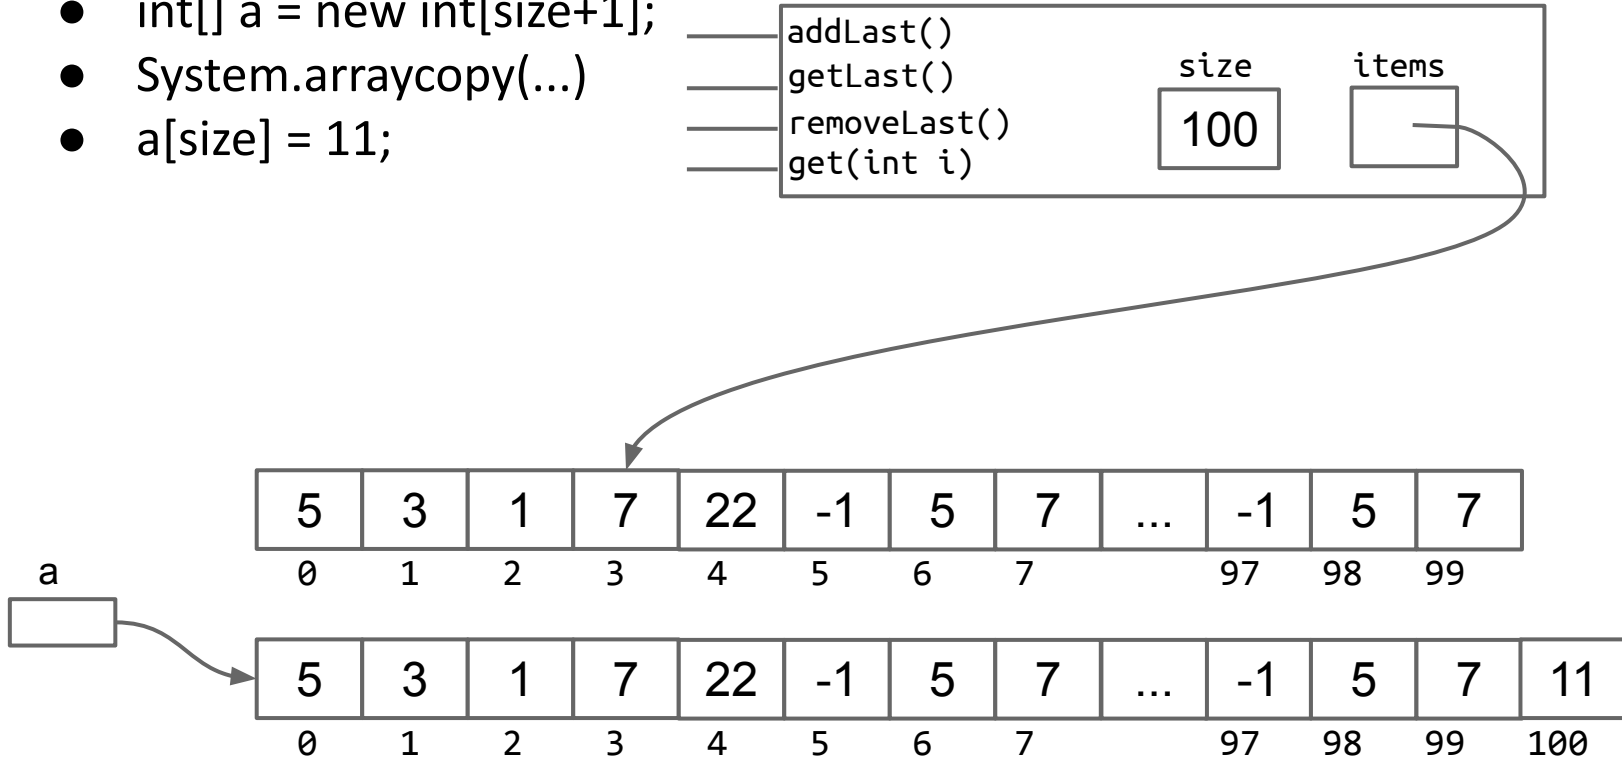 ● int[] a = new int[size+1];
● System.arraycopy(...)
● a[size] = 11;
addLast()
getLast()
removeLast()
get(int i)
size items
100
5 3 1 7 22 -1 5 7 ... -1 5 7
0 1 2 3 4 5 6 7 97 98 99
a
5 3 1 7 22 -1 5 7 ... -1 5 7 11
0 1 2 3 4 5 6 7 97 98 99 100